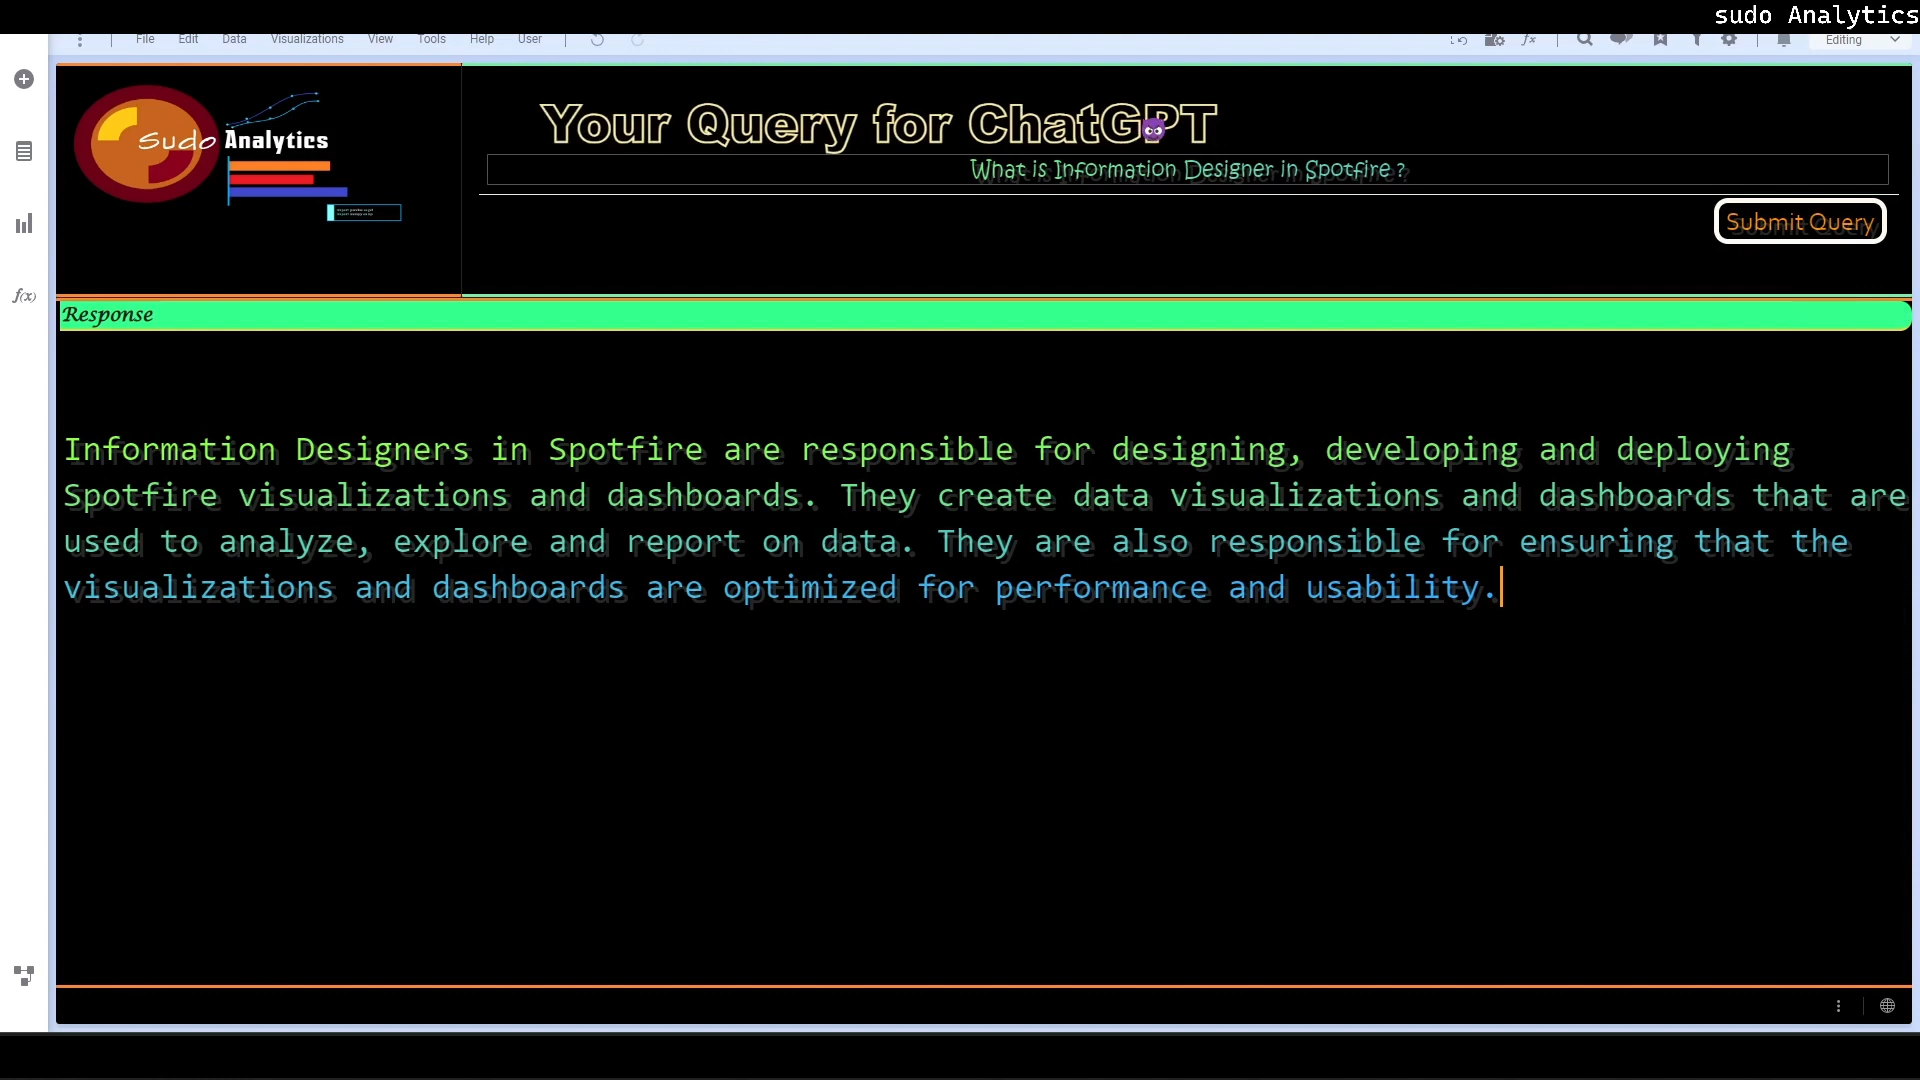 sudo Analytics
File Edit Data Visualizations View Tools Help User
Editing
Sudo Analytics
Your Query for ChatGPT
What is Information Designer in Spotfire ?
Submit Query
f(x)
Response
Information Designers in Spotfire are responsible for designing, developing and deploying
Spotfire visualizations and dashboards. They create data visualizations and dashboards that are
used to analyze, explore and report on data. They are also responsible for ensuring that the
visualizations and dashboards are optimized for performance and usability.